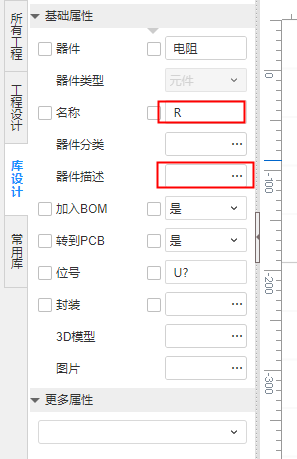 所有工程
工程设计
库设计
常用库
基础属性
器件 电阻
器件类型 元件
名称 R
器件分类 ...
器件描述 ...
加入BOM 是
转到PCB 是
位号 U?
封装 ...
3D模型 ...
图片 ...
更多属性
0
-100
-200
-300